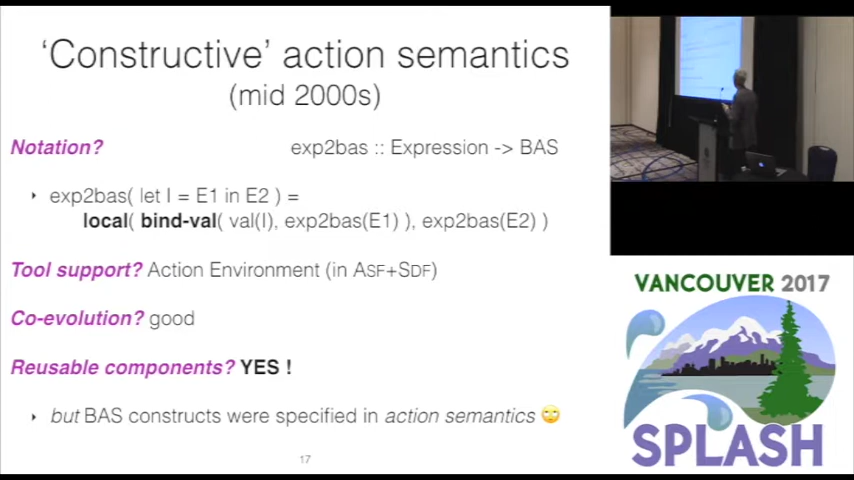 ‘Constructive’ action semantics
(mid 2000s)
Notation? exp2bas :: Expression -> BAS
‣ exp2bas( let I = E1 in E2 ) =
local( bind-val( val(I), exp2bas(E1) ), exp2bas(E2) )
Tool support? Action Environment (in ASF+SDF)
Co-evolution? good
Reusable components? YES !
‣ but BAS constructs were specified in action semantics 🙄
17
VANCOUVER 2017
SPLASH